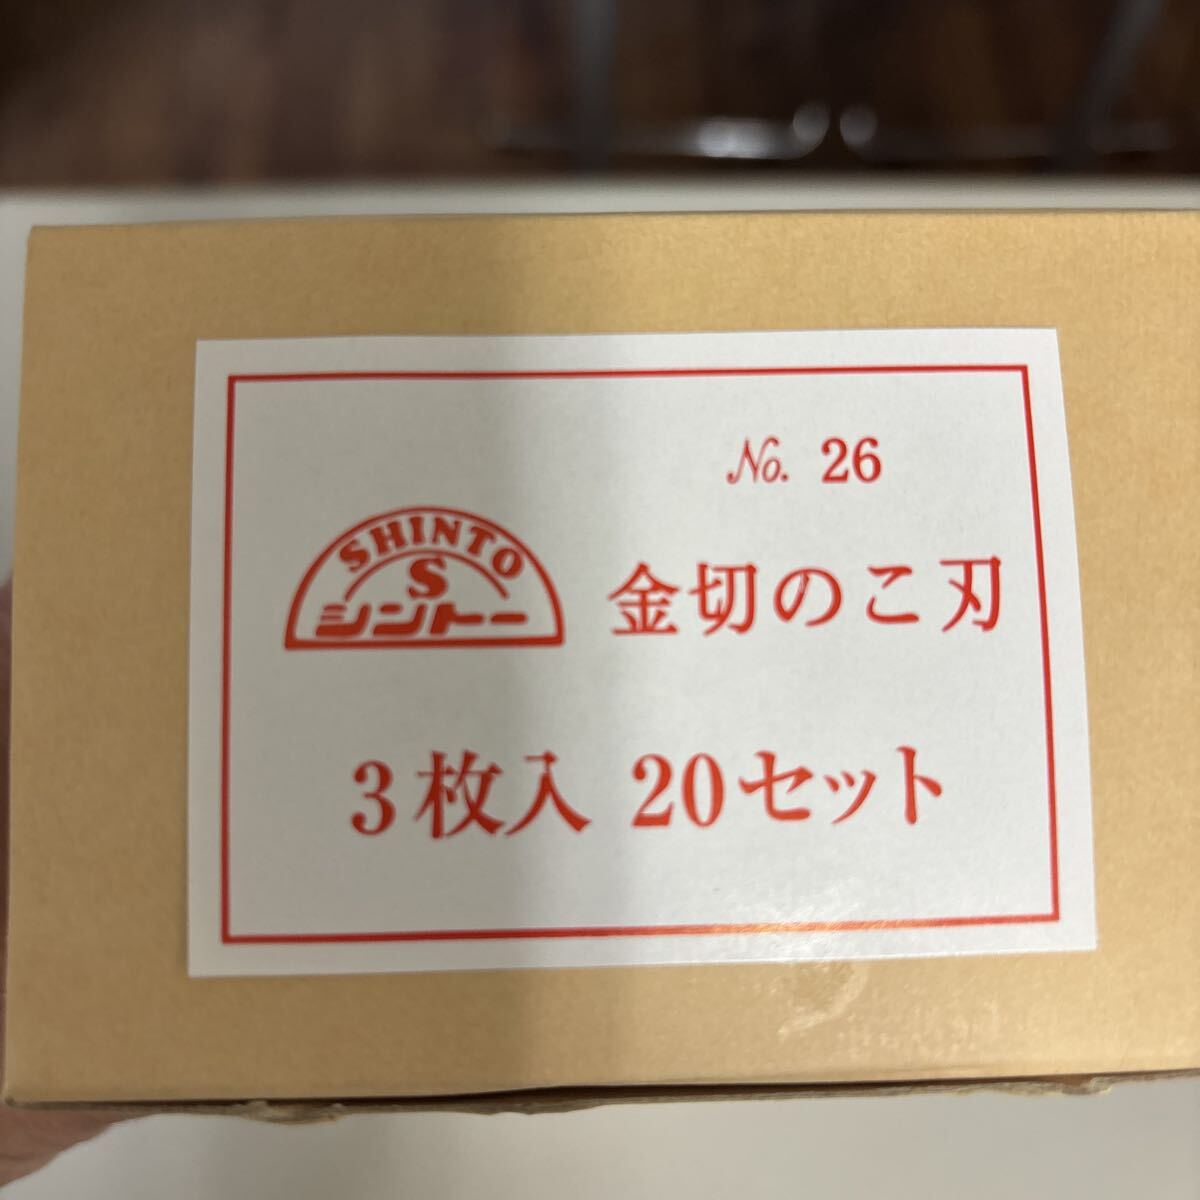 No. 26
SHINTO
S
シントー
金切のこ刃
3枚入 20セット